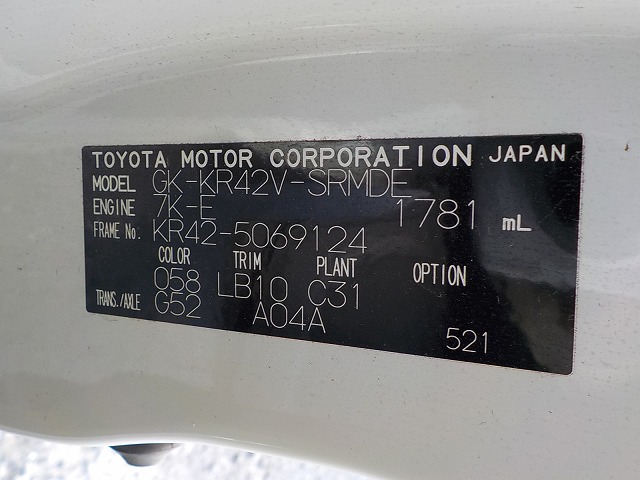 TOYOTA MOTOR CORPORATION JAPAN
MODEL GK-KR42V-SRMDE
ENGINE 7K-E 1781 mL
FRAME No. KR42-5069124
COLOR TRIM PLANT OPTION
058 LB10 C31
TRANS./AXLE G52 A04A
521